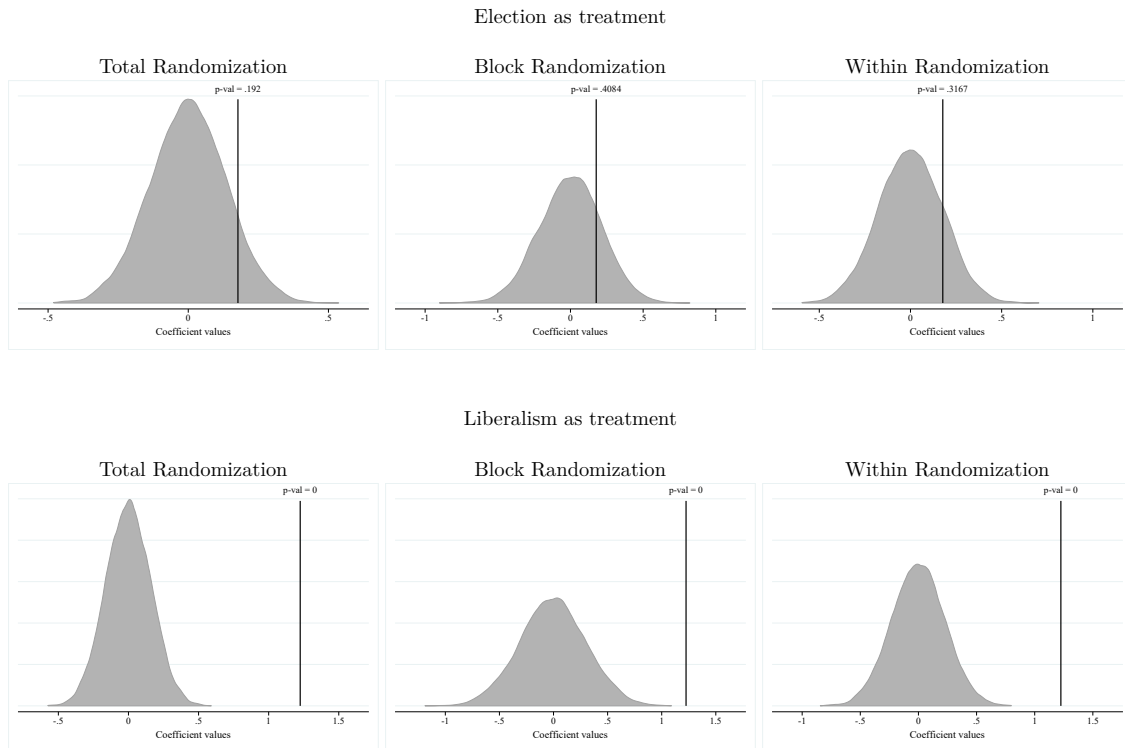 Election as treatment
Total Randomization Block Randomization Within Randomization
p-val = .192 p-val = .4084 p-val = .3167
-.5 0 .5 -1 -.5 0 .5 1 -.5 0 .5 1
Coefficient values Coefficient values Coefficient values
Liberalism as treatment
Total Randomization Block Randomization Within Randomization
p-val = 0 p-val = 0 p-val = 0
-.5 0 .5 1 1.5 -1 -.5 0 .5 1 1.5 -1 -.5 0 .5 1 1.5
Coefficient values Coefficient values Coefficient values